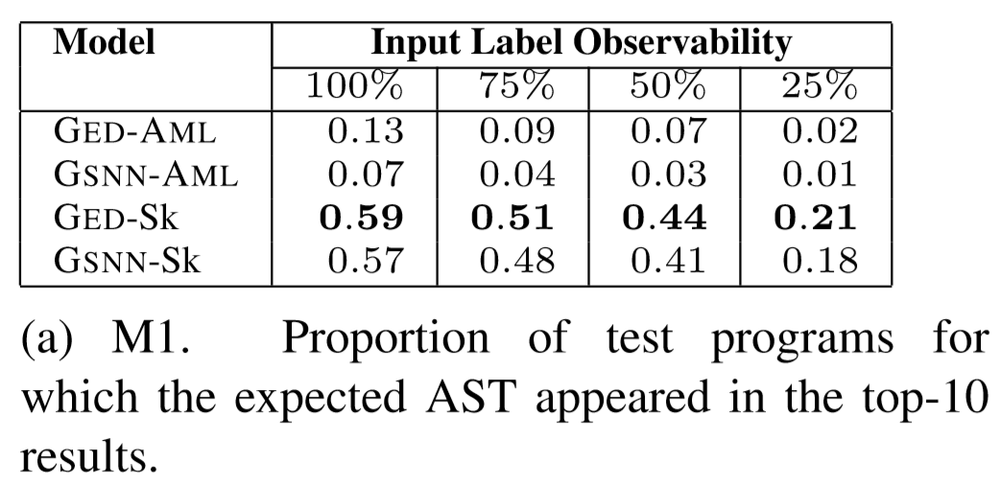 Model Input Label Observability
100% 75% 50% 25%
GED-AML 0.13 0.09 0.07 0.02
GSNN-AML 0.07 0.04 0.03 0.01
GED-Sk 0.59 0.51 0.44 0.21
GSNN-Sk 0.57 0.48 0.41 0.18
(a) M1. Proportion of test programs for
which the expected AST appeared in the top-10
results.